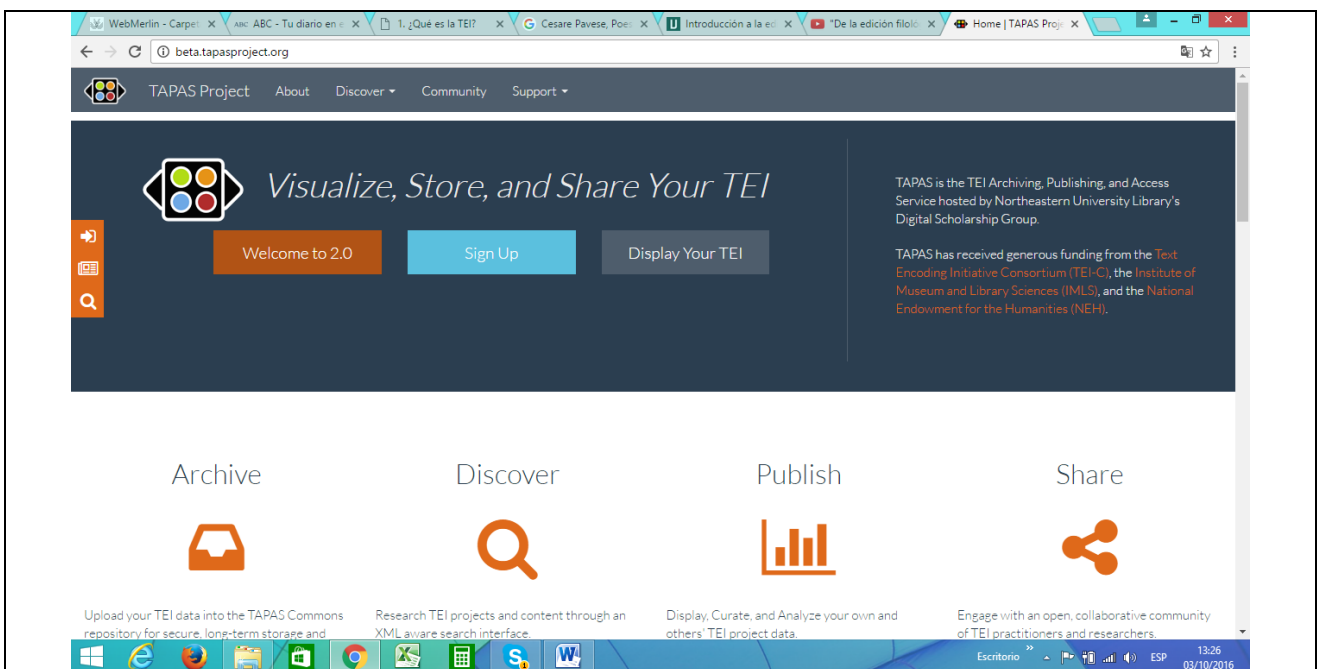 WebMerlin - Carpet
ABC ABC - Tu diario en e
1. ¿Qué es la TEI?
Cesare Pavese, Poes
Introducción a la ed
"De la edición filoló
Home | TAPAS Proje
beta.tapasproject.org
TAPAS Project About Discover Community Support
Visualize, Store, and Share Your TEI
Welcome to 2.0 Sign Up Display Your TEI
TAPAS is the TEI Archiving, Publishing, and Access
Service hosted by Northeastern University Library's
Digital Scholarship Group.
TAPAS has received generous funding from the Text
Encoding Initiative Consortium (TEI-C), the Institute of
Museum and Library Sciences (IMLS), and the National
Endowment for the Humanities (NEH).
Archive
Upload your TEI data into the TAPAS Commons
repository for secure, long-term storage and
Discover
Research TEI projects and content through an
XML aware search interface.
Publish
Display, Curate, and Analyze your own and
others' TEI project data.
Share
Engage with an open, collaborative community
of TEI practitioners and researchers.
Escritorio ESP 13:26
03/10/2016